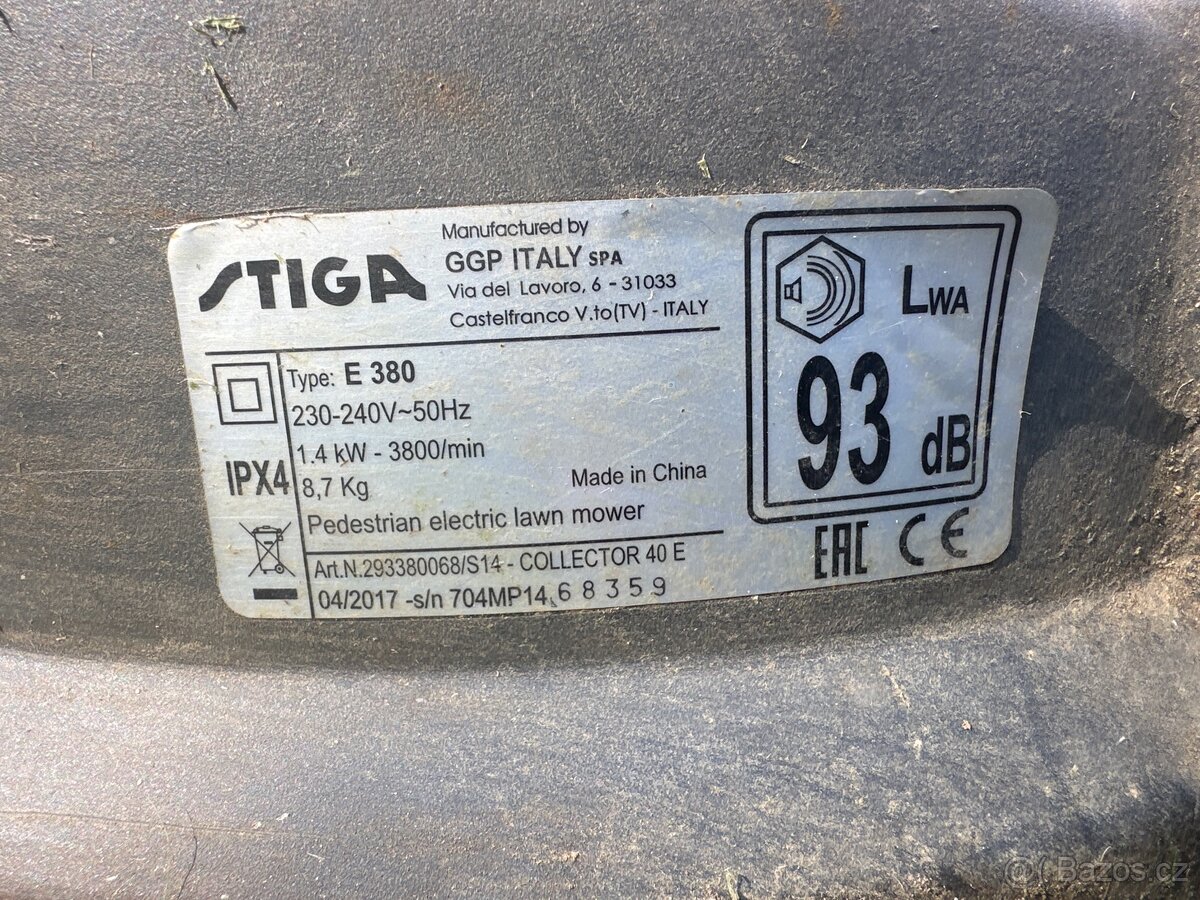 STIGA
Manufactured by
GGP ITALY SPA
Via del Lavoro, 6 - 31033
Castelfranco V.to(TV) - ITALY
Type: E 380
230-240V~50Hz
1.4 kW - 3800/min
IPX4
8,7 Kg
Made in China
Pedestrian electric lawn mower
Art.N.293380068/S14 - COLLECTOR 40 E
04/2017 -s/n 704MP14 68359
LWA
93 dB
EAC CE
Bazos.cz